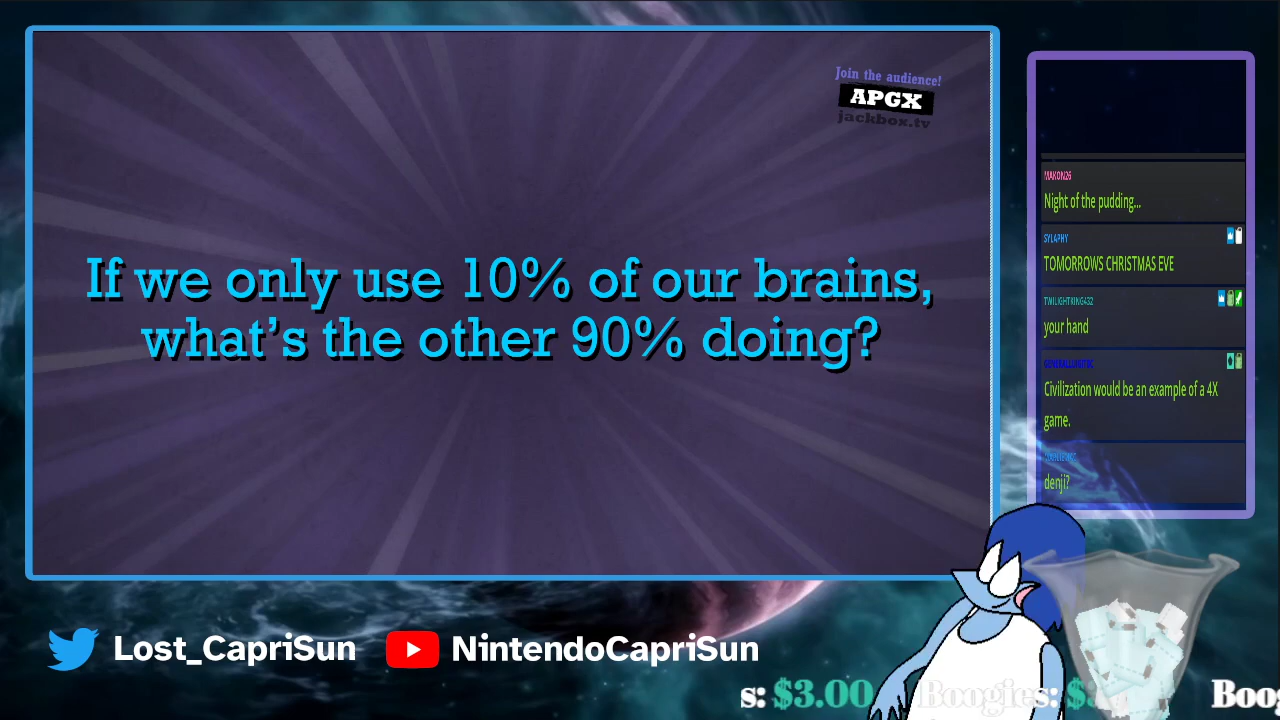 Join the audience!
APGX
jackbox.tv
If we only use 10% of our brains,
what's the other 90% doing?
MAKON26
Night of the pudding...
SYLAPHY
TOMORROWS CHRISTMAS EVE
TWILIGHTKING432
your hand
Civilization would be an example of a 4X
game.
denji?
Lost_CapriSun
NintendoCapriSun
s: $3.00 Boogies: